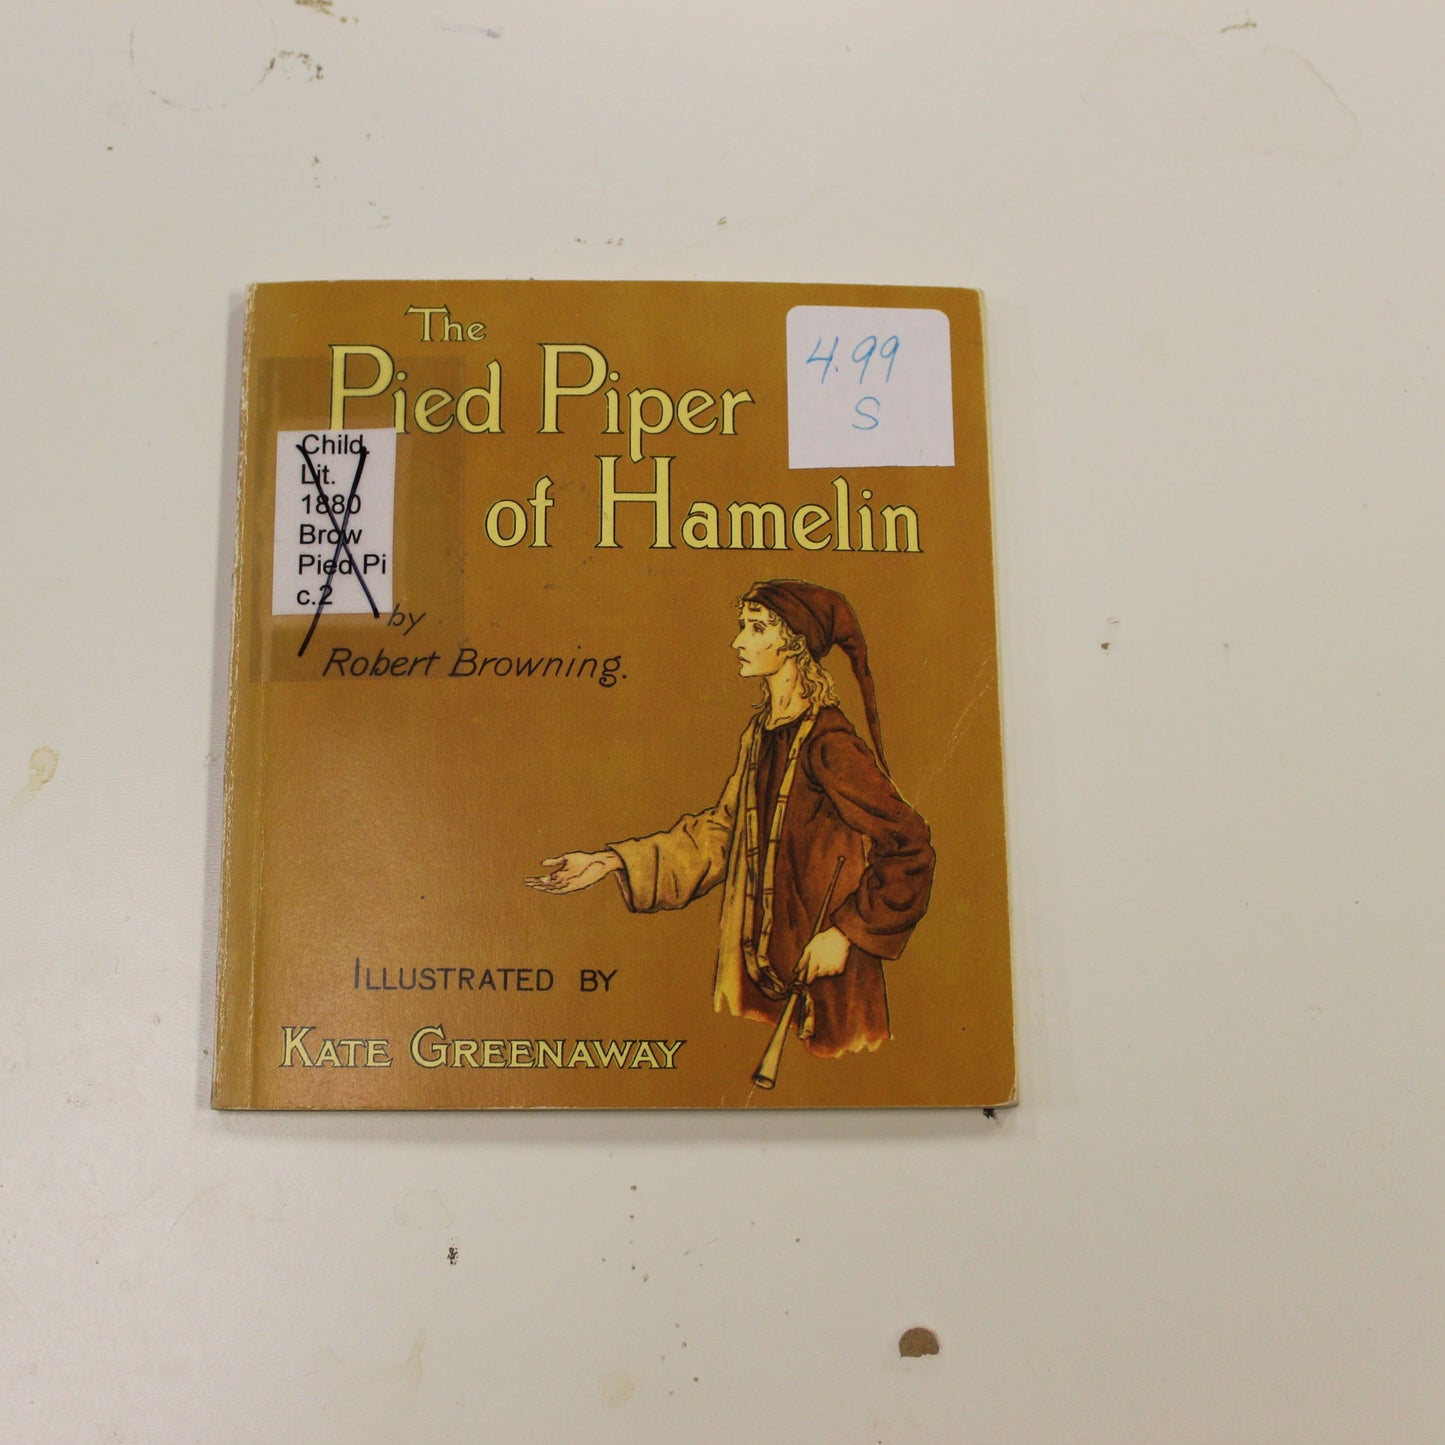 The
Pied Piper
of Hamelin
4.99
S
Child.
Lit.
1880
Brow
Pied Pi
c.2
by
Robert Browning.
ILLUSTRATED BY
KATE GREENAWAY